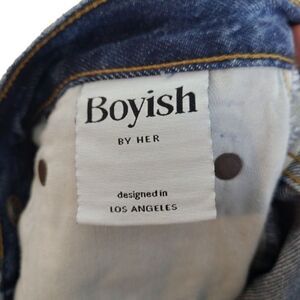 Boyish
BY HER
designed in
LOS ANGELES